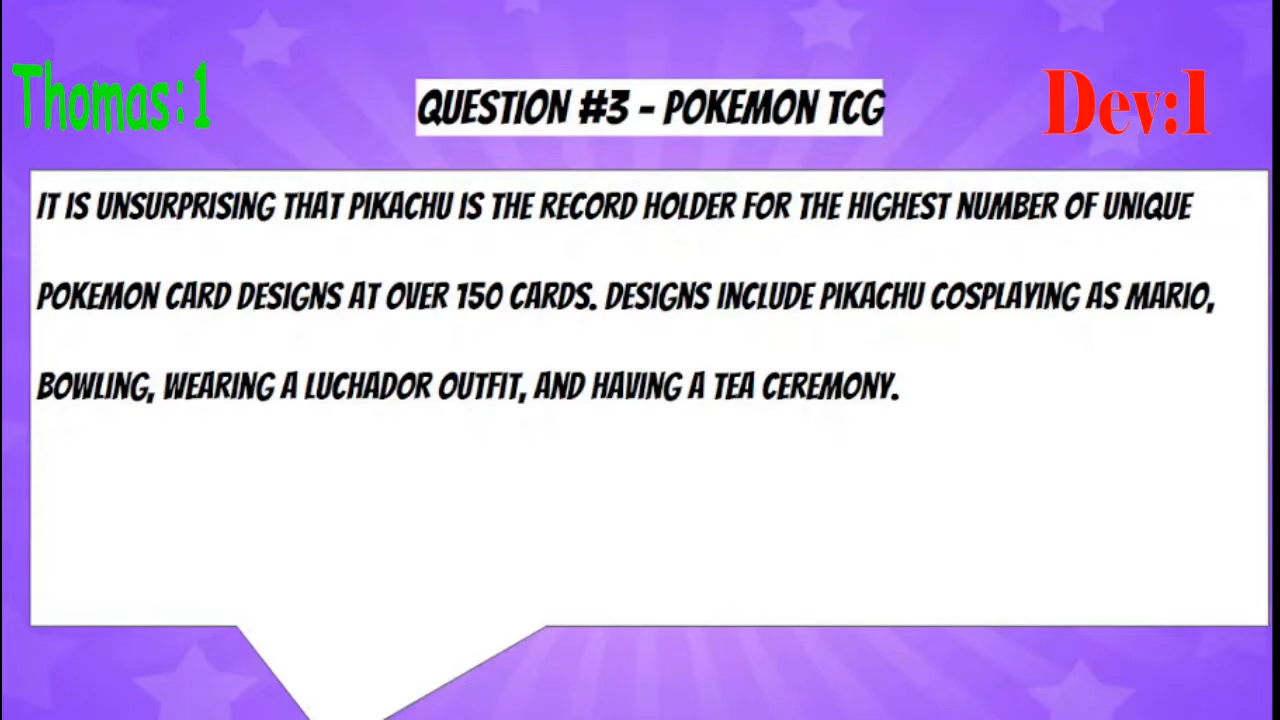 Thomas:1
QUESTION #3 - POKEMON TCG
Dev:1
IT IS UNSURPRISING THAT PIKACHU IS THE RECORD HOLDER FOR THE HIGHEST NUMBER OF UNIQUE
POKEMON CARD DESIGNS AT OVER 150 CARDS. DESIGNS INCLUDE PIKACHU COSPLAYING AS MARIO,
BOWLING, WEARING A LUCHADOR OUTFIT, AND HAVING A TEA CEREMONY.